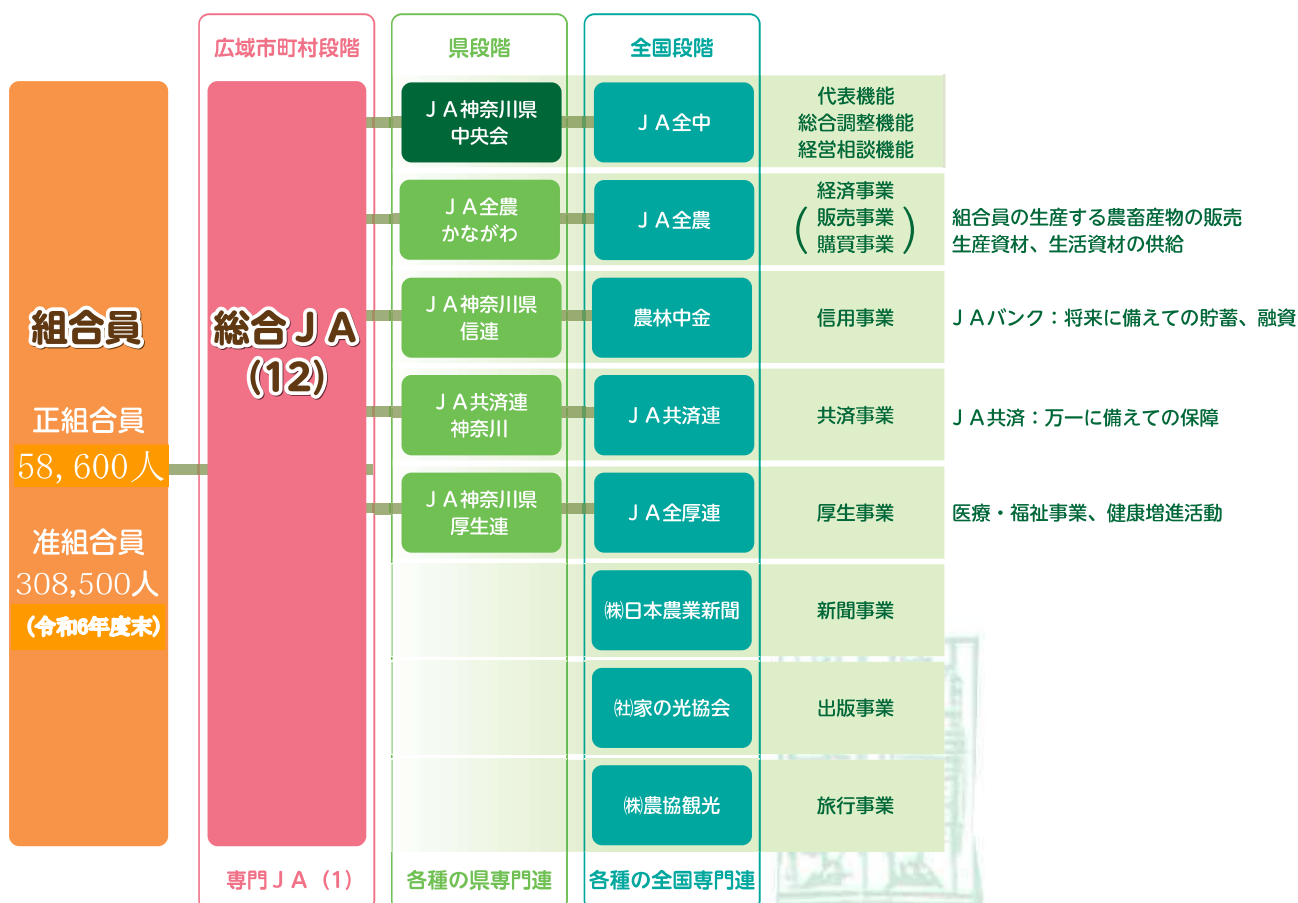 広域市町村段階
県段階
全国段階
組合員
正組合員
58,600人
准組合員
308,500人
(令和6年度末)
総合ＪＡ
(12)
ＪＡ神奈川県
中央会
ＪＡ全中
代表機能
総合調整機能
経営相談機能
ＪＡ全農
かながわ
ＪＡ全農
経済事業
(販売事業
購買事業)
組合員の生産する農畜産物の販売
生産資材、生活資材の供給
ＪＡ神奈川県
信連
農林中金
信用事業
ＪＡバンク：将来に備えての貯蓄、融資
ＪＡ共済連
神奈川
ＪＡ共済連
共済事業
ＪＡ共済：万一に備えての保障
ＪＡ神奈川県
厚生連
ＪＡ全厚連
厚生事業
医療・福祉事業、健康増進活動
㈱日本農業新聞
新聞事業
㈳家の光協会
出版事業
㈱農協観光
旅行事業
専門ＪＡ（1）
各種の県専門連
各種の全国専門連